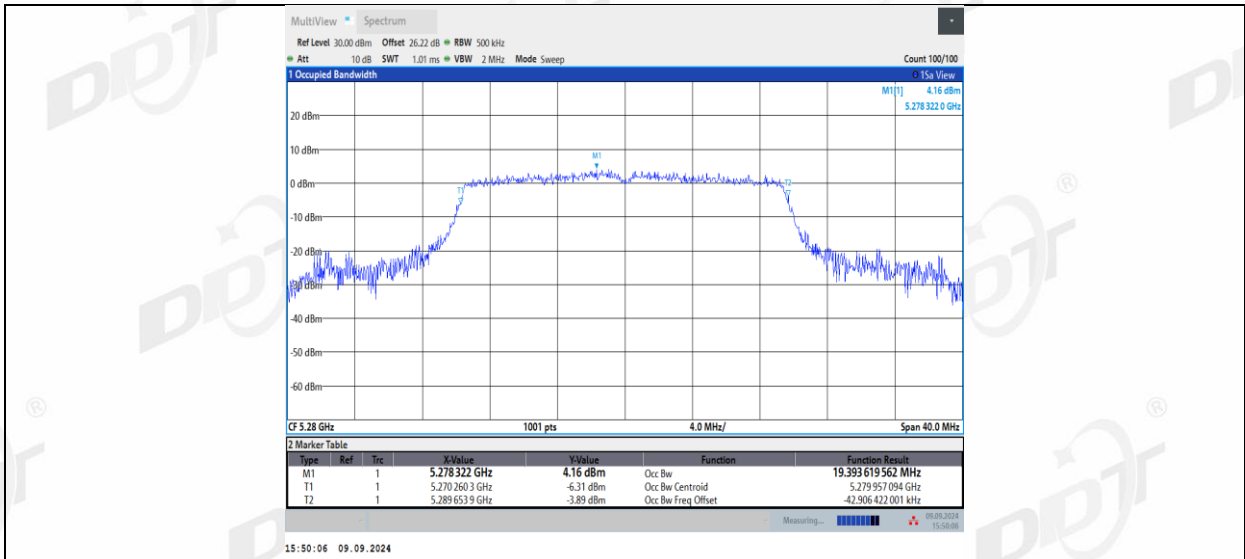 MultiView Spectrum
Ref Level 30.00 dBm Offset 26.22 dB RBW 500 kHz
Att 10 dB SWT 1.01 ms VBW 2 MHz Mode Sweep Count 100/100
1 Occupied Bandwidth 1Sa View
M1[1] 4.16 dBm
5.278 322 0 GHz
20 dBm
10 dBm
M1
0 dBm
T1 T2
-10 dBm
-20 dBm
-30 dBm
-40 dBm
-50 dBm
-60 dBm
CF 5.28 GHz 1001 pts 4.0 MHz/ Span 40.0 MHz
2 Marker Table
Type Ref Trc X-Value Y-Value Function Function Result
M1 1 5.278 322 GHz 4.16 dBm Occ Bw 19.393 619 562 MHz
T1 1 5.270 260 3 GHz -6.31 dBm Occ Bw Centroid 5.279 957 094 GHz
T2 1 5.289 653 9 GHz -3.89 dBm Occ Bw Freq Offset -42.906 422 001 kHz
Measuring... 09.09.2024
15:50:06
15:50:06 09.09.2024